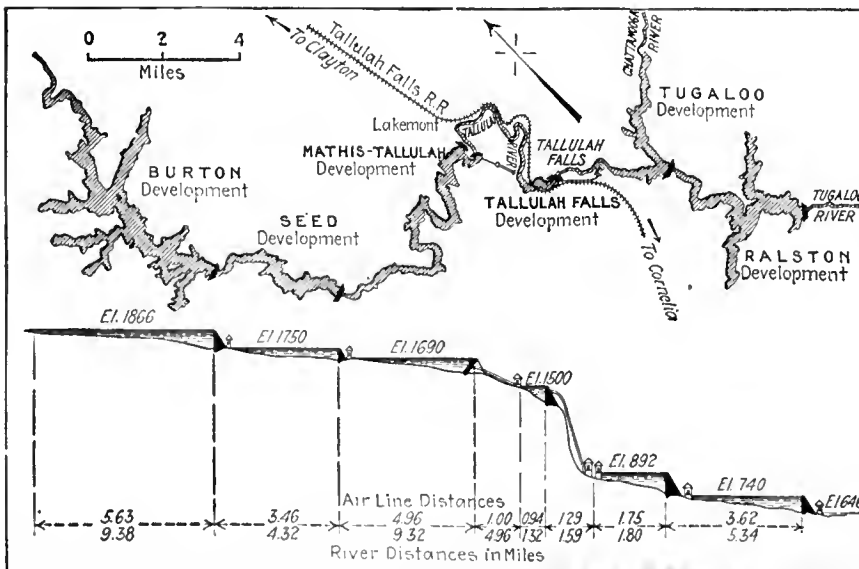 0 4
Miles
To Clayton
Tallulah Falls R.R.
Lakemont
TALLULAH
RIVER
MATHIS-TALLULAH
Development
BURTON
Development
SEED
Development
TALLULAH
FALLS
TALLULAH FALLS
Development
CHATTAHOOGA
RIVER
TUGALOO
Development
TUGALOO
RIVER
RALSTON
Development
To Cornelia
El. 1866
El. 1750
El. 1690
El. 1500
El. 892
El. 740
El 640
Air Line Distances
5.63 3.46 4.96 1.00 .094 1.29 1.75 3.62
9.38 4.32 9.32 4.96 1.32 1.59 1.80 5.34
River Distances in Miles